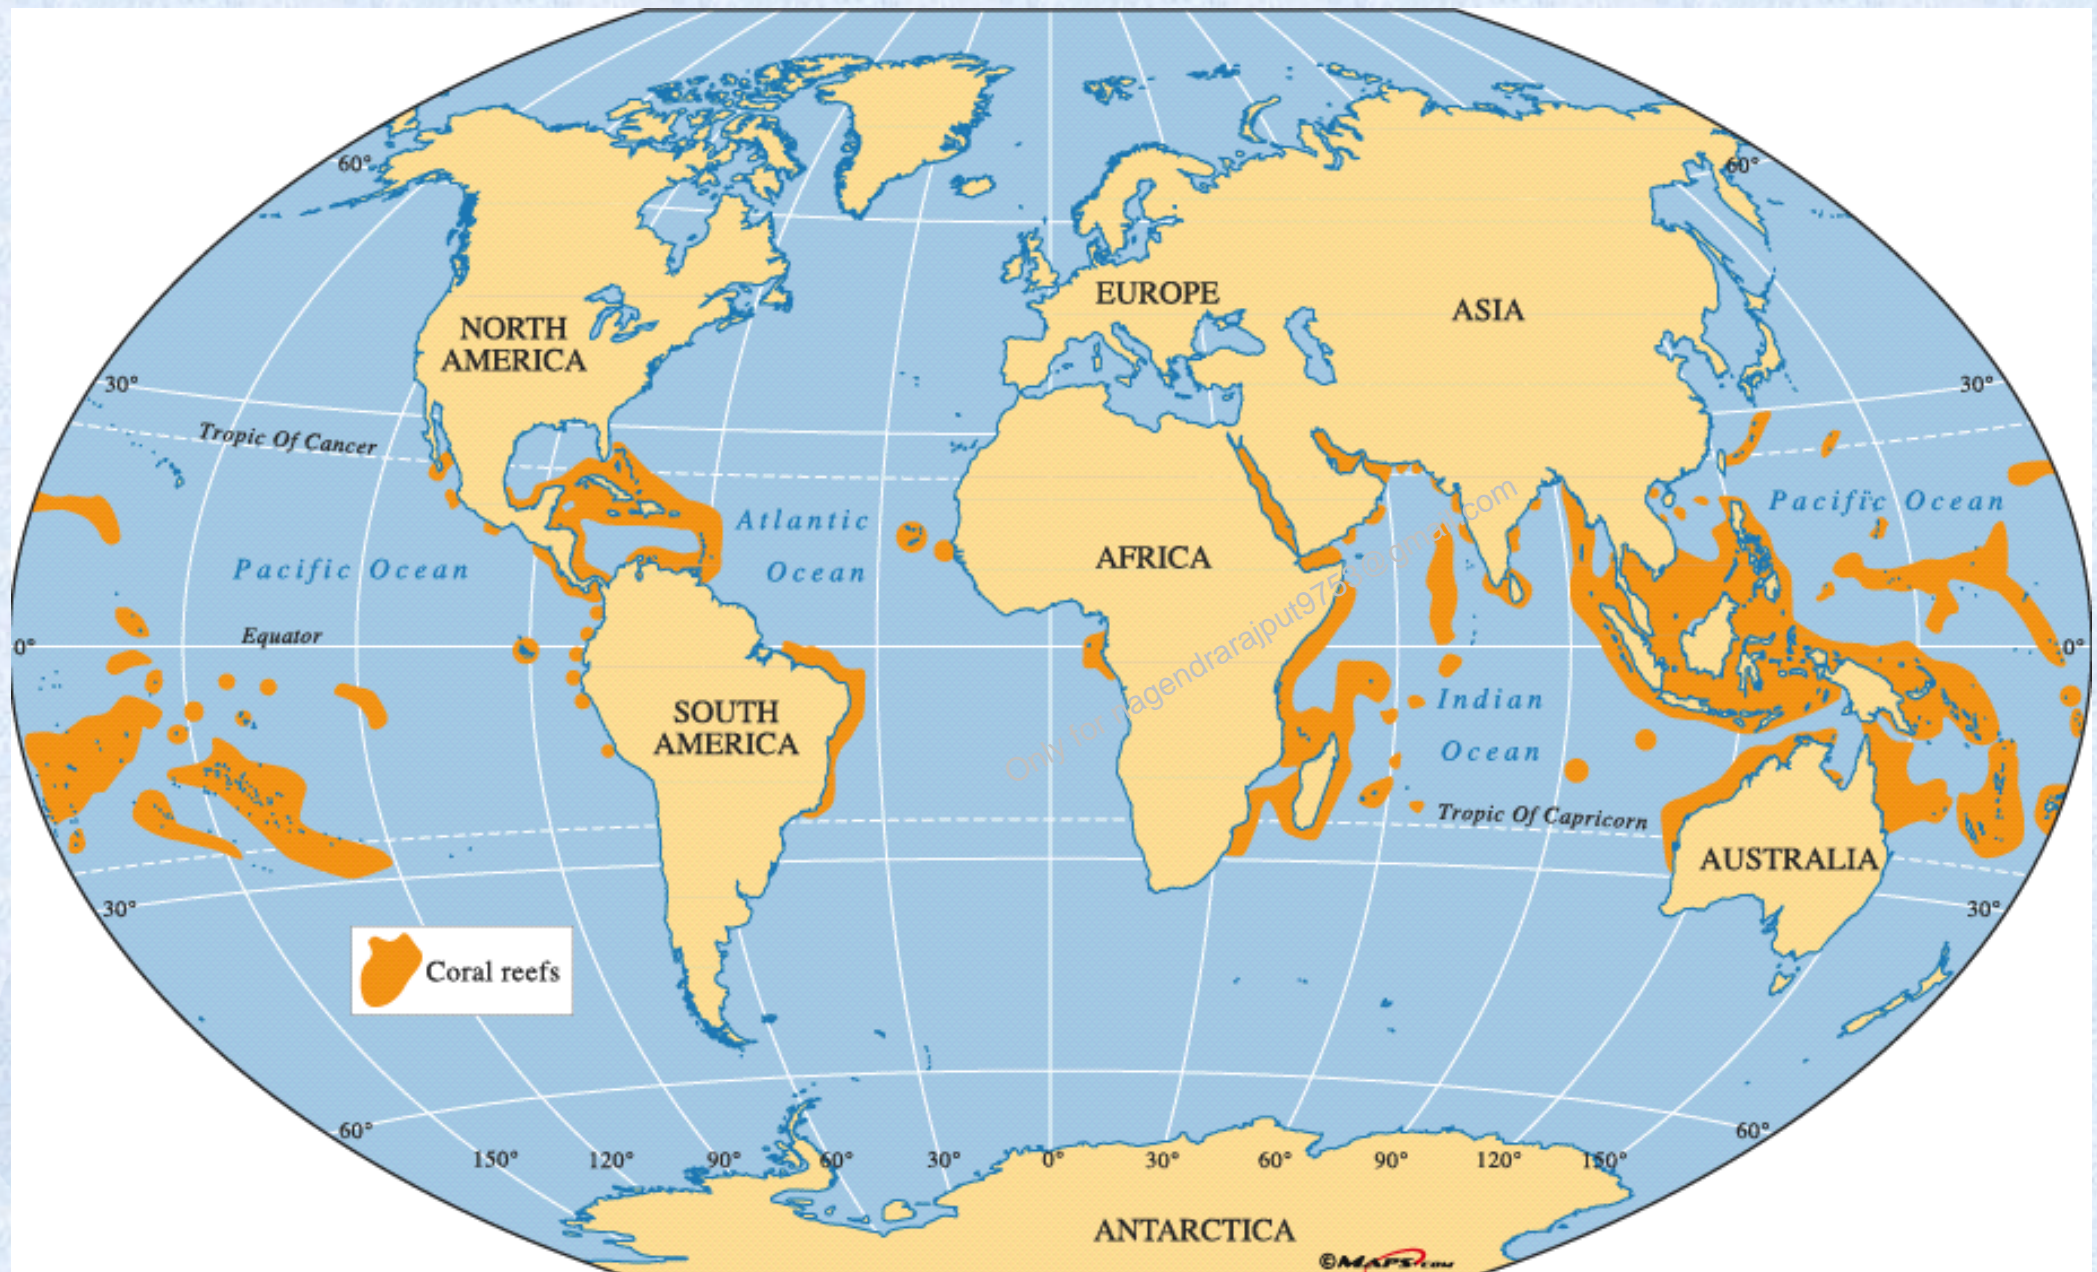 60°
60°
EUROPE
ASIA
NORTH
AMERICA
30°
30°
Tropic Of Cancer
Pacific Ocean
Atlantic
Ocean
AFRICA
Pacific Ocean
Equator
0°
0°
SOUTH
AMERICA
Indian
Ocean
Tropic Of Capricorn
AUSTRALIA
30°
30°
Coral reefs
60°
60°
150°
120°
90°
60°
30°
0°
30°
60°
90°
120°
150°
ANTARCTICA
©MAPS.COM